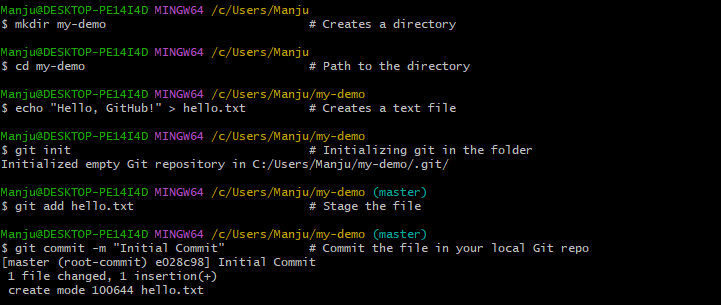 Manju@DESKTOP-PE14I4D MINGW64 /c/Users/Manju
$ mkdir my-demo # Creates a directory
Manju@DESKTOP-PE14I4D MINGW64 /c/Users/Manju
$ cd my-demo # Path to the directory
Manju@DESKTOP-PE14I4D MINGW64 /c/Users/Manju/my-demo
$ echo "Hello, GitHub!" > hello.txt # Creates a text file
Manju@DESKTOP-PE14I4D MINGW64 /c/Users/Manju/my-demo
$ git init # Initializing git in the folder
Initialized empty Git repository in C:/Users/Manju/my-demo/.git/
Manju@DESKTOP-PE14I4D MINGW64 /c/Users/Manju/my-demo (master)
$ git add hello.txt # Stage the file
Manju@DESKTOP-PE14I4D MINGW64 /c/Users/Manju/my-demo (master)
$ git commit -m "Initial Commit" # Commit the file in your local Git repo
[master (root-commit) e028c98] Initial Commit
1 file changed, 1 insertion(+)
create mode 100644 hello.txt